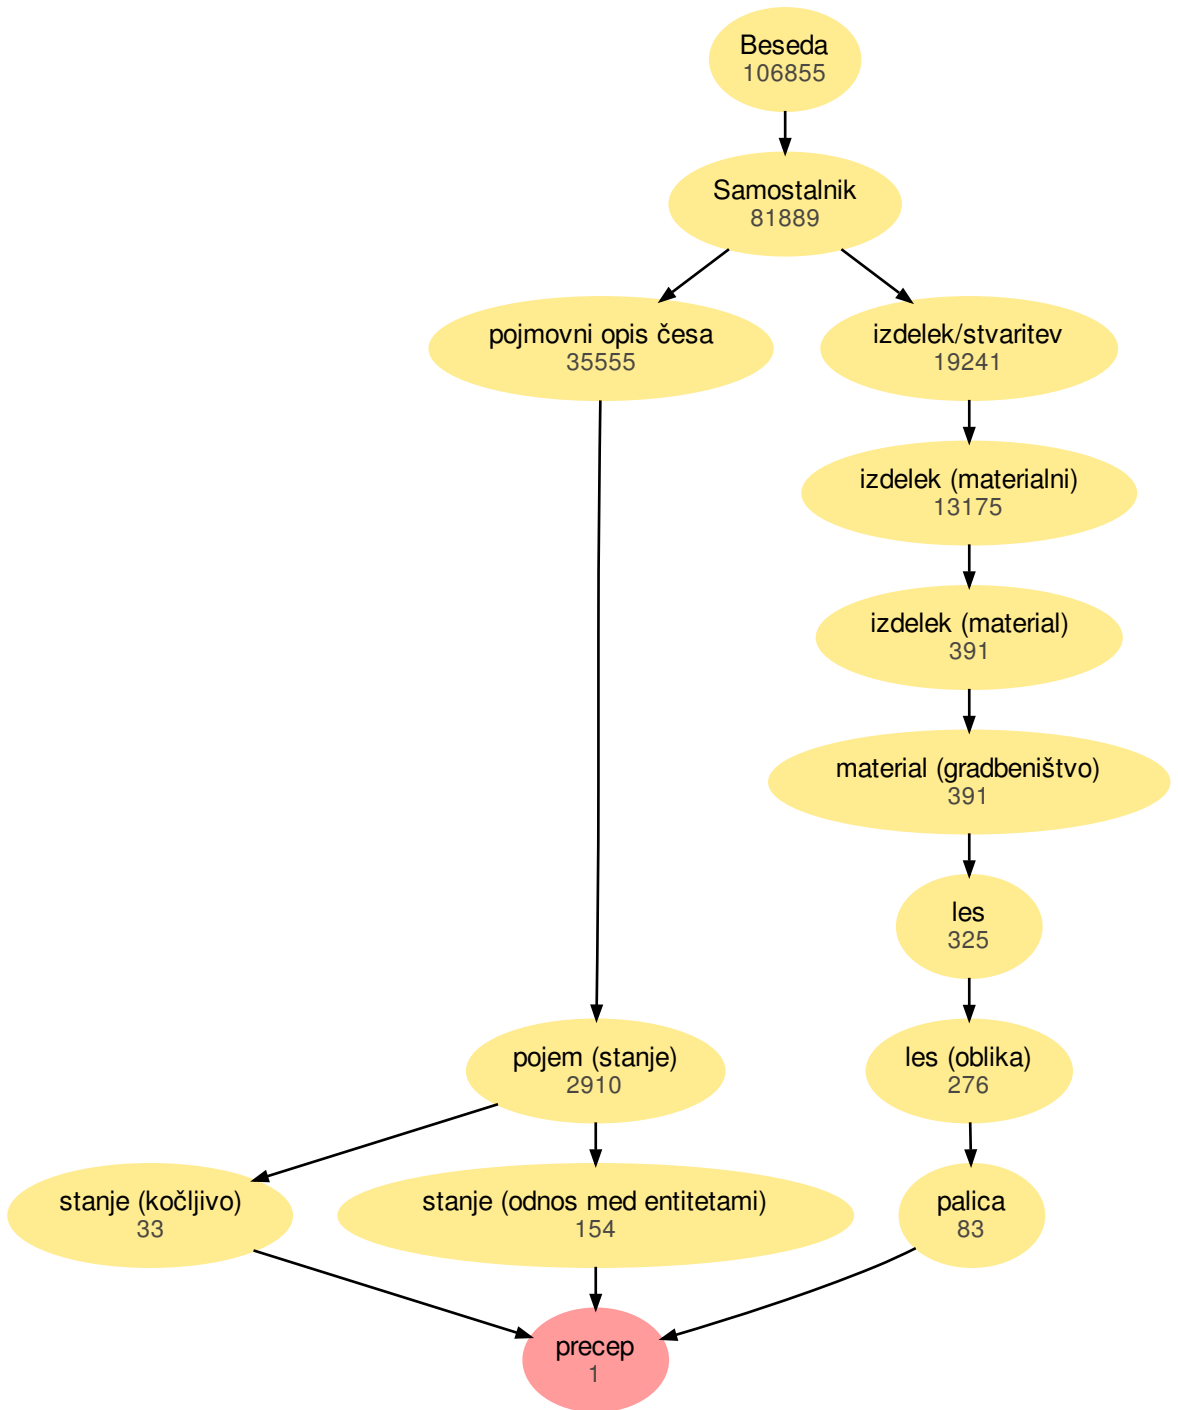 Beseda
106855
Samostalnik
81889
pojmovni opis česa
35555
izdelek/stvaritev
19241
izdelek (materialni)
13175
izdelek (material)
391
material (gradbeništvo)
391
les
325
pojem (stanje)
2910
les (oblika)
276
stanje (kočljivo)
33
stanje (odnos med entitetami)
154
palica
83
precep
1